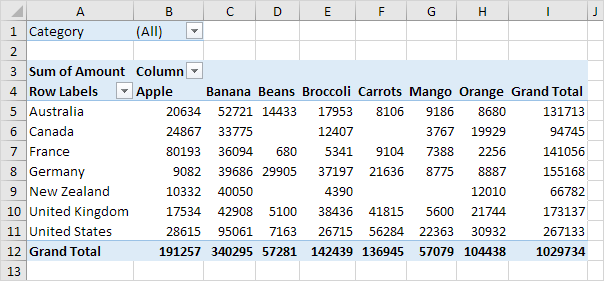 A B C D E F G H I J
1 Category (All)
2
3 Sum of Amount Column
4 Row Labels Apple Banana Beans Broccoli Carrots Mango Orange Grand Total
5 Australia 20634 52721 14433 17953 8106 9186 8680 131713
6 Canada 24867 33775 12407 3767 19929 94745
7 France 80193 36094 680 5341 9104 7388 2256 141056
8 Germany 9082 39686 29905 37197 21636 8775 8887 155168
9 New Zealand 10332 40050 4390 12010 66782
10 United Kingdom 17534 42908 5100 38436 41815 5600 21744 173137
11 United States 28615 95061 7163 26715 56284 22363 30932 267133
12 Grand Total 191257 340295 57281 142439 136945 57079 104438 1029734
13